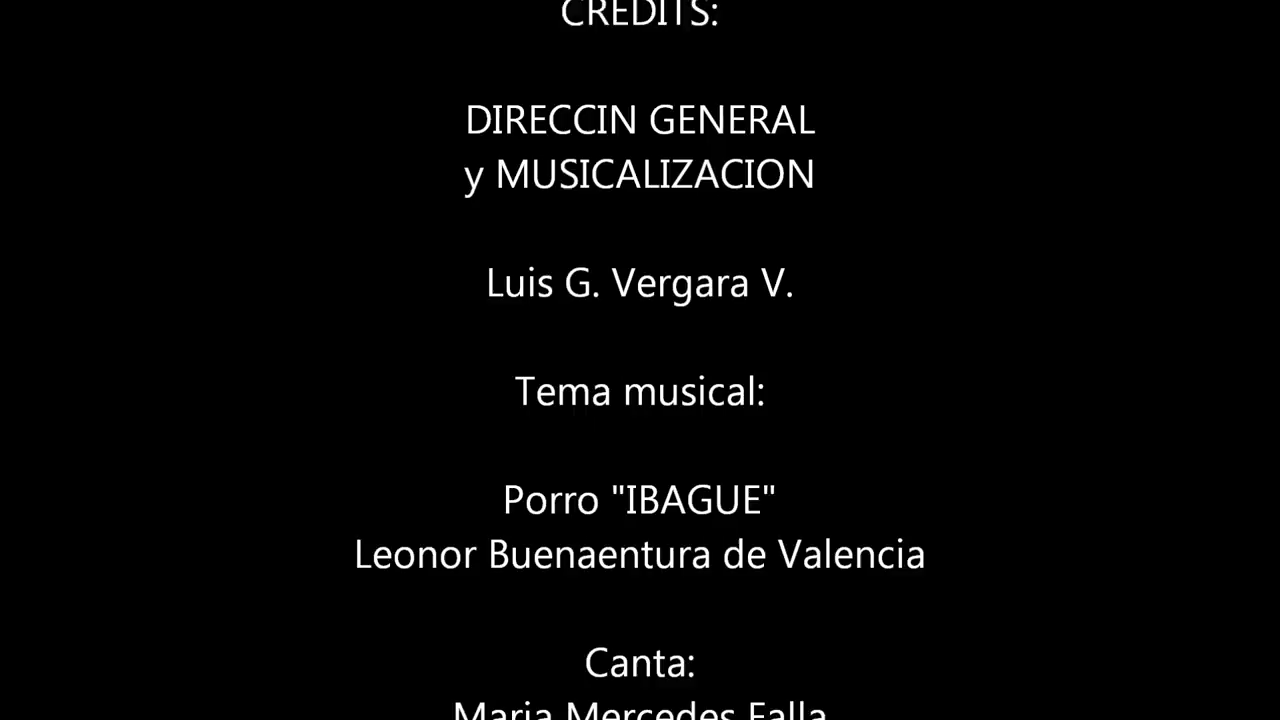 CREDITS:
DIRECCIN GENERAL
y MUSICALIZACION
Luis G. Vergara V.
Tema musical:
Porro "IBAGUE"
Leonor Buenaentura de Valencia
Canta:
Maria Mercedes Falla